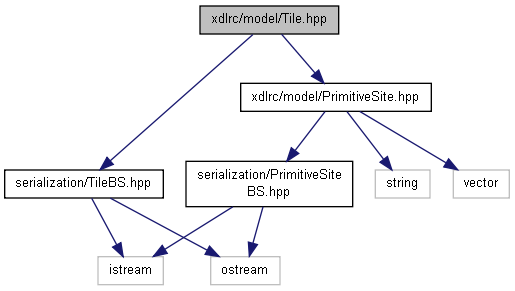 xdlrc/model/Tile.hpp
xdlrc/model/PrimitiveSite.hpp
serialization/TileBS.hpp
serialization/PrimitiveSite
BS.hpp
string
vector
istream
ostream